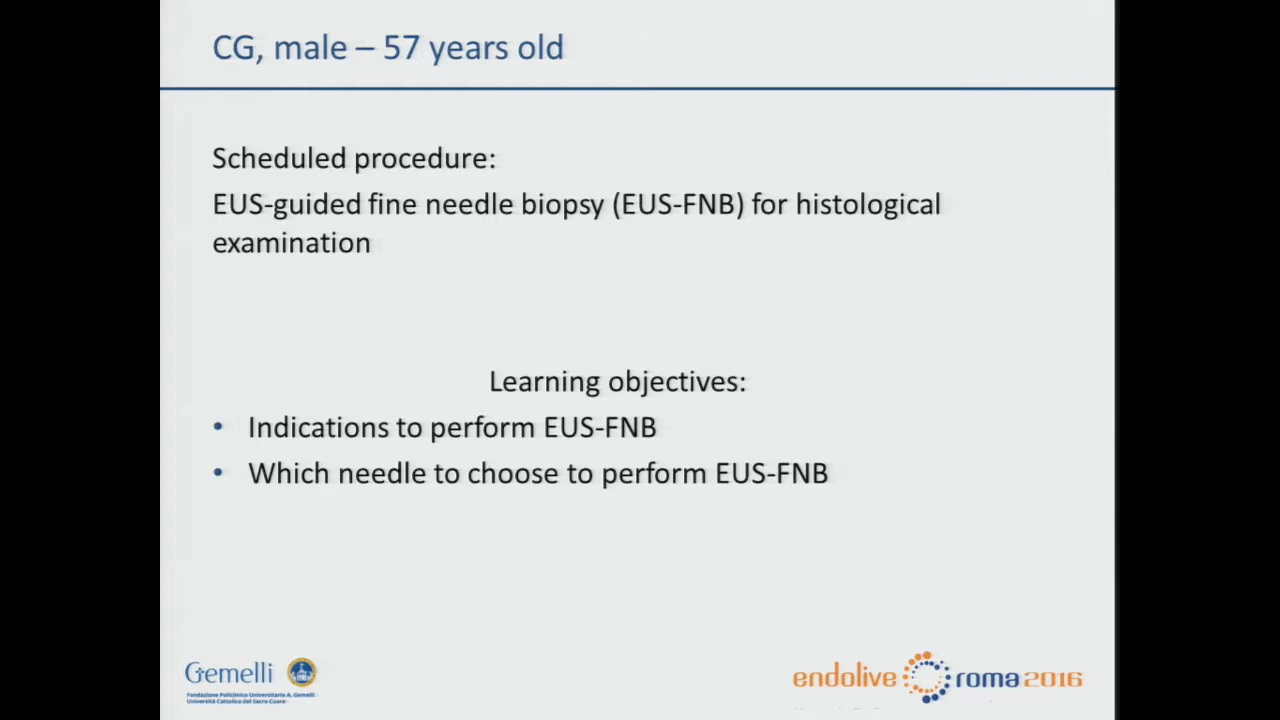 CG, male – 57 years old
Scheduled procedure:
EUS-guided fine needle biopsy (EUS-FNB) for histological
examination
Learning objectives:
• Indications to perform EUS-FNB
• Which needle to choose to perform EUS-FNB
Gemelli
Fondazione Policlinico Universitario A. Gemelli
Università Cattolica del Sacro Cuore
endolive roma 2016